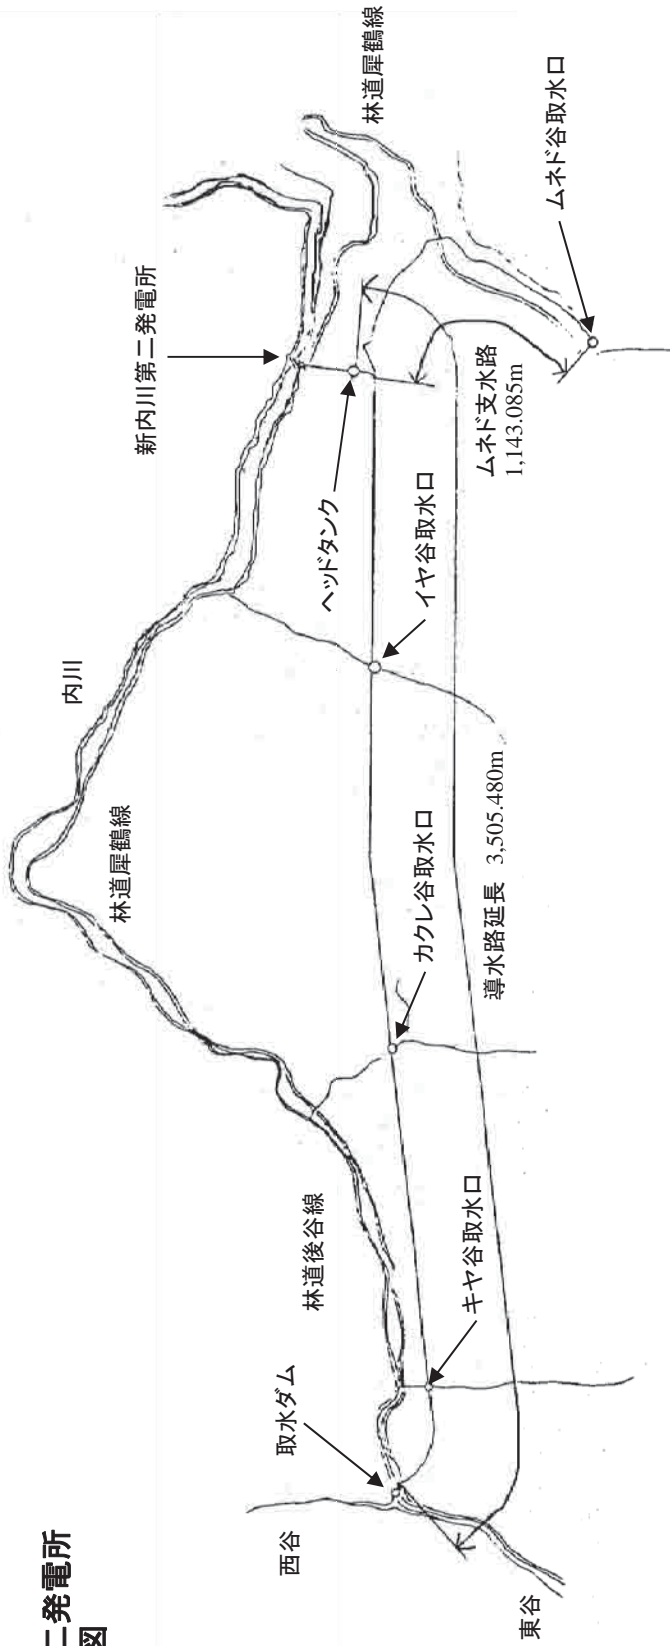 二発電所
図
西谷
東谷
取水ダム
キヤ谷取水口
林道後谷線
カクレ谷取水口
導水路延長 3,505.480m
林道犀鶴線
内川
イヤ谷取水口
ヘッドタンク
新内川第二発電所
ムネド支水路
1,143.085m
ムネド谷取水口
林道犀鶴線